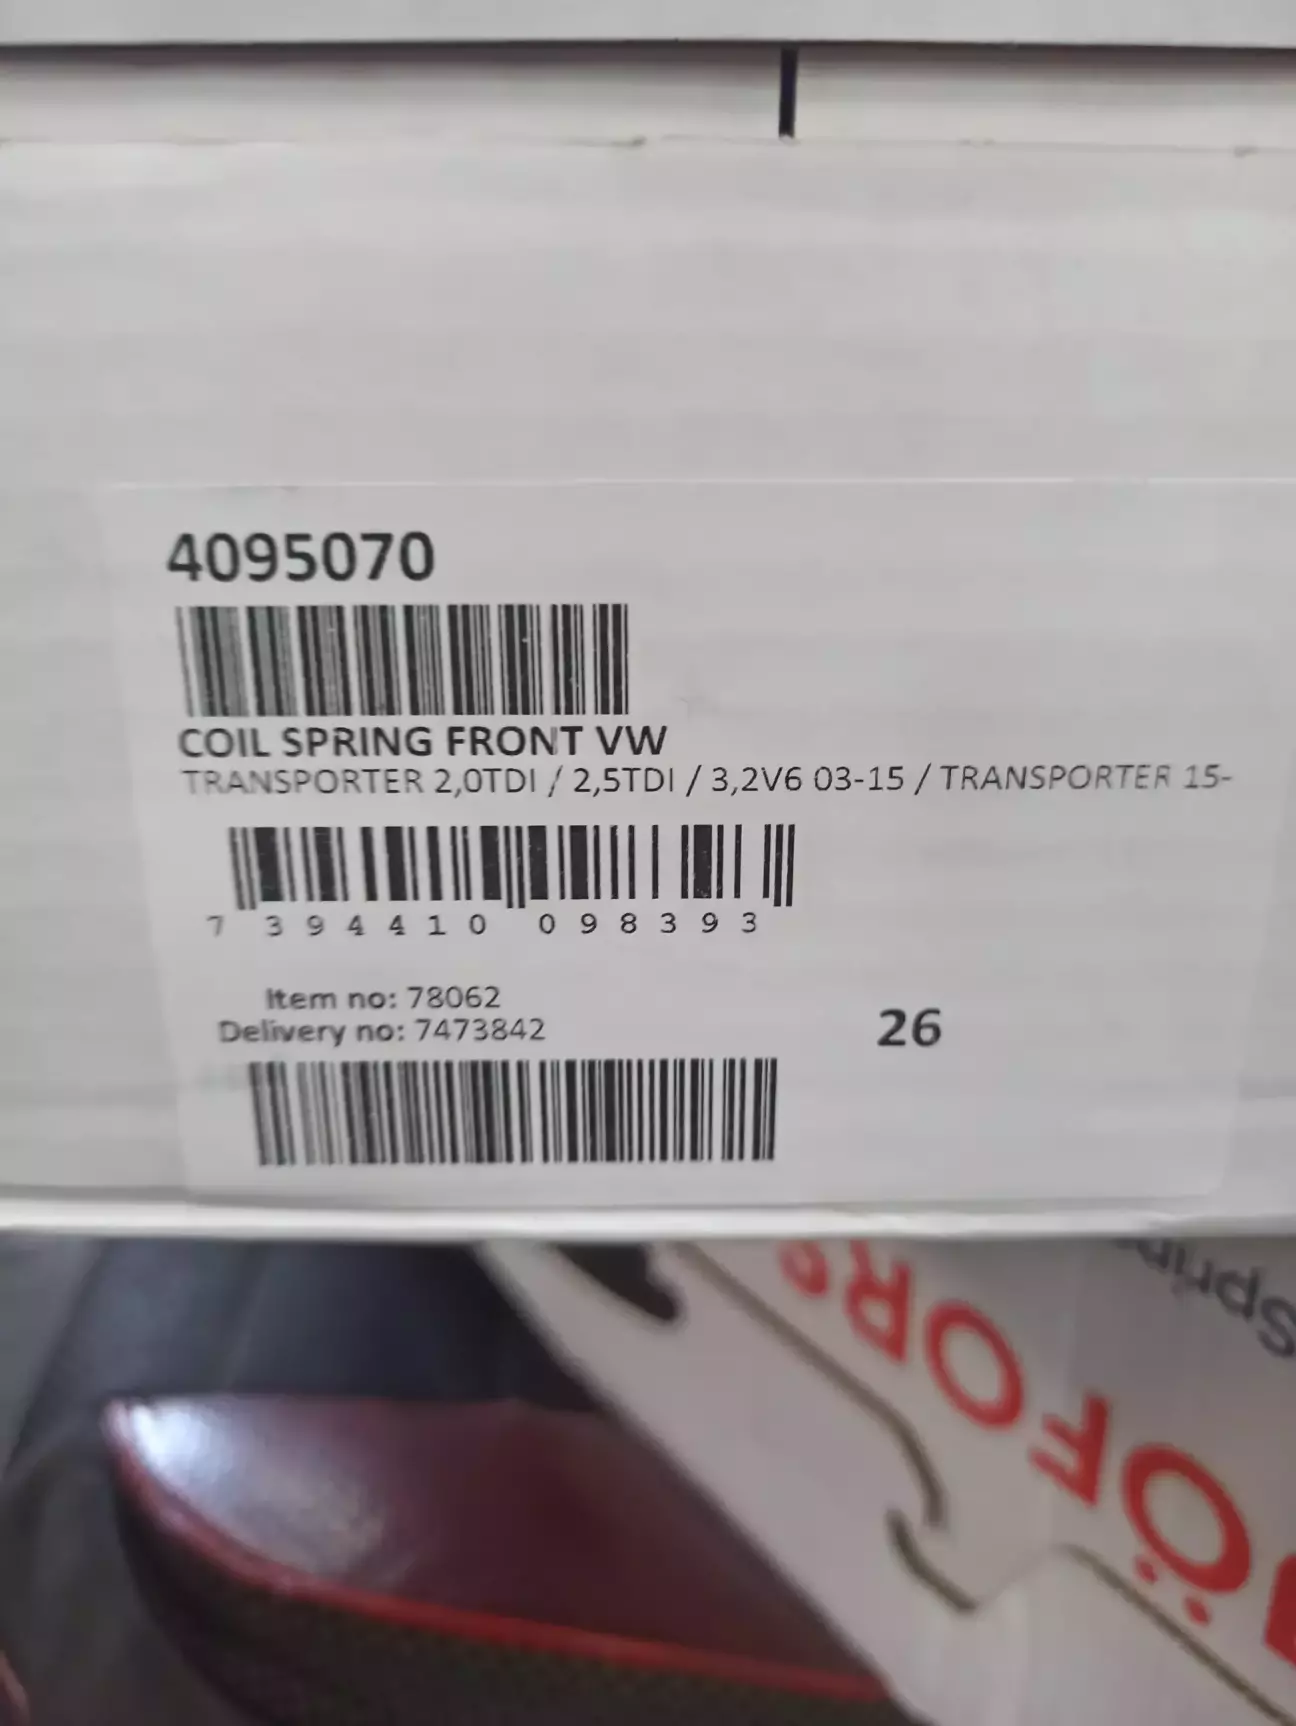 4095070
COIL SPRING FRONT VW
TRANSPORTER 2,0TDI / 2,5TDI / 3,2V6 03-15 / TRANSPORTER 15-
7 394410 098393
Item no: 78062
Delivery no: 7473842
26